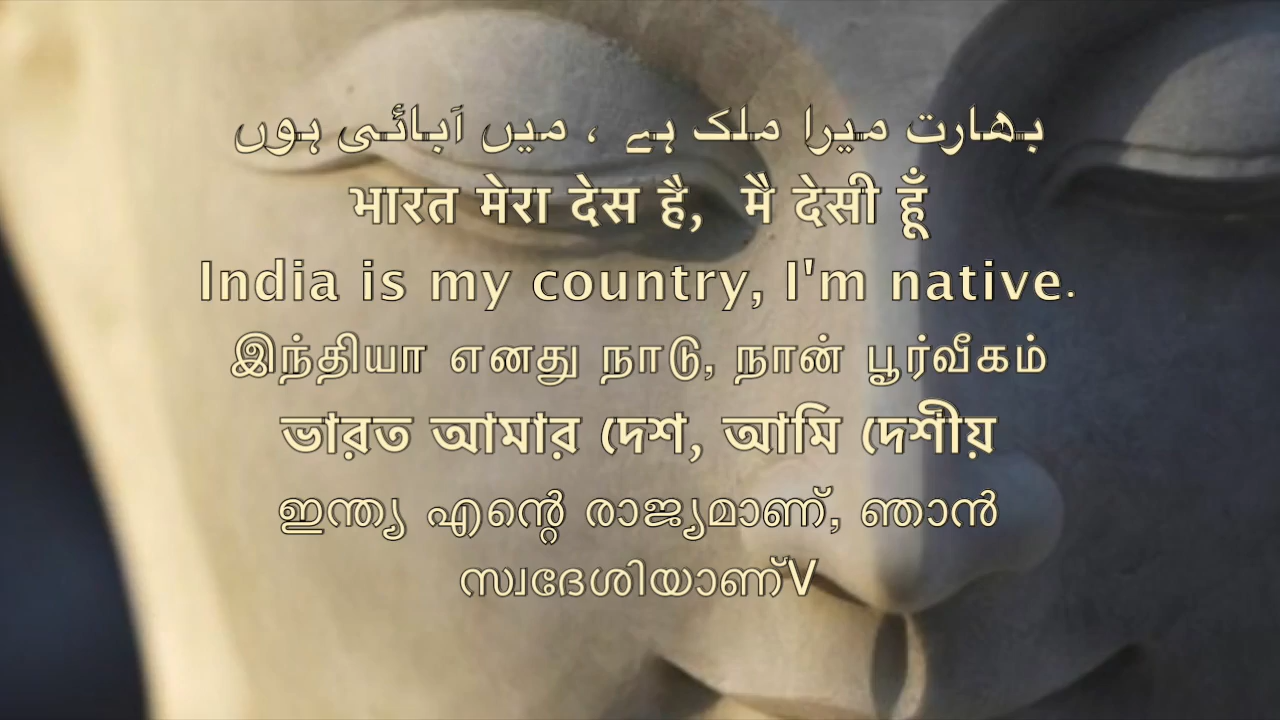 بھارت میرا ملک ہے ، میں آبائی ہوں
भारत मेरा देस है, मै देसी हूँ
India is my country, I'm native.
இந்தியா எனது நாடு, நான் பூர்வீகம்
ভারত আমার দেশ, আমি দেশীয়
ഇന്ത്യ എന്റെ രാജ്യമാണ്, ഞാൻ
സ്വദേശിയാണ്V